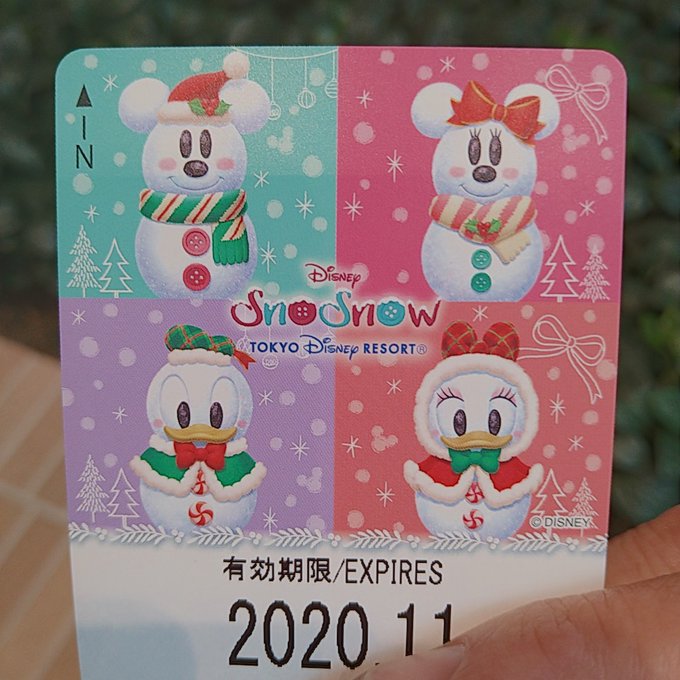 IN
Disney
SnoSnow
TOKYO Disney RESORT®
© DISNEY
有効期限/EXPIRES
2020.11